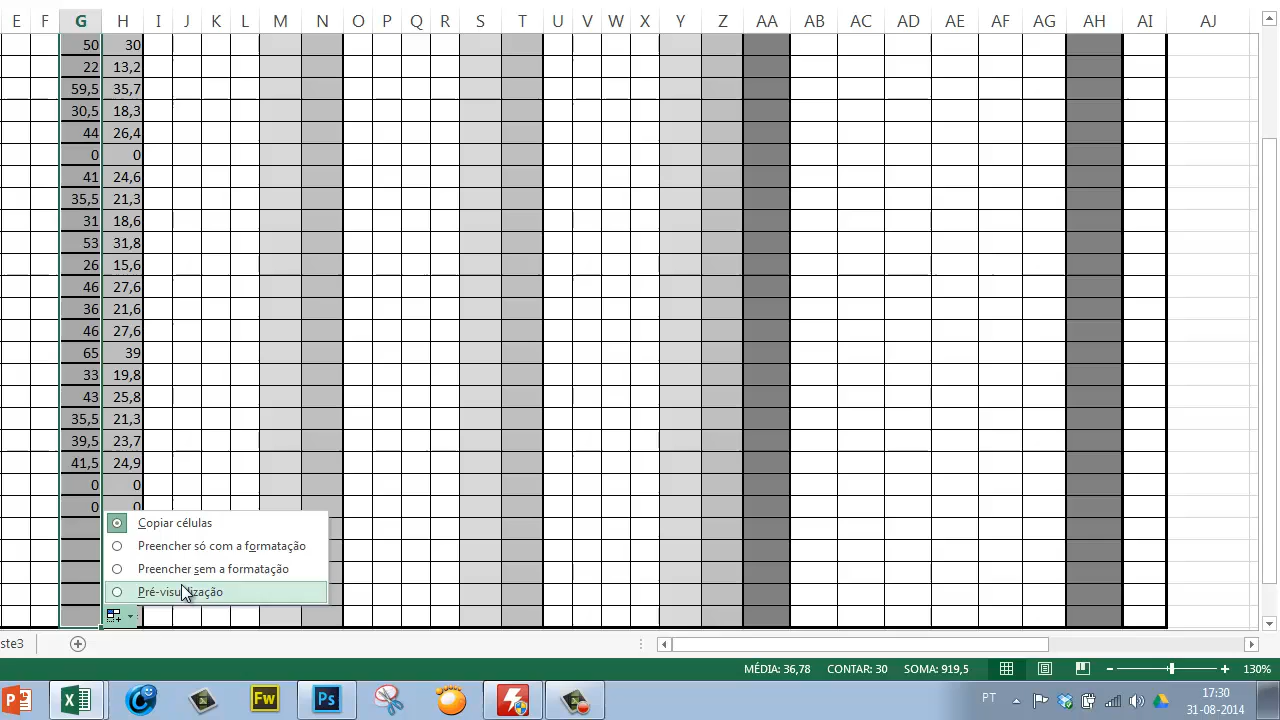 E F G H I J K L M N O P Q R S T U V W X Y Z AA AB AC AD AE AF AG AH AI AJ
50 30
22 13,2
59,5 35,7
30,5 18,3
44 26,4
0 0
41 24,6
35,5 21,3
31 18,6
53 31,8
26 15,6
46 27,6
36 21,6
46 27,6
65 39
33 19,8
43 25,8
35,5 21,3
39,5 23,7
41,5 24,9
0 0
0 0
Copiar células
Preencher só com a formatação
Preencher sem a formatação
Pré-visualização
ste3
MÉDIA: 36,78 CONTAR: 30 SOMA: 919,5 130%
Fw Ps PT 17:30
31-08-2014